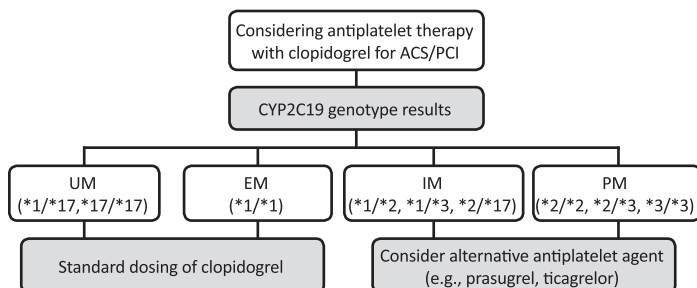 Considering antiplatelet therapy
with clopidogrel for ACS/PCI
CYP2C19 genotype results
UM
(*1/*17,*17/*17)
EM
(*1/*1)
IM
(*1/*2, *1/*3, *2/*17)
PM
(*2/*2, *2/*3, *3/*3)
Standard dosing of clopidogrel
Consider alternative antiplatelet agent
(e.g., prasugrel, ticagrelor)